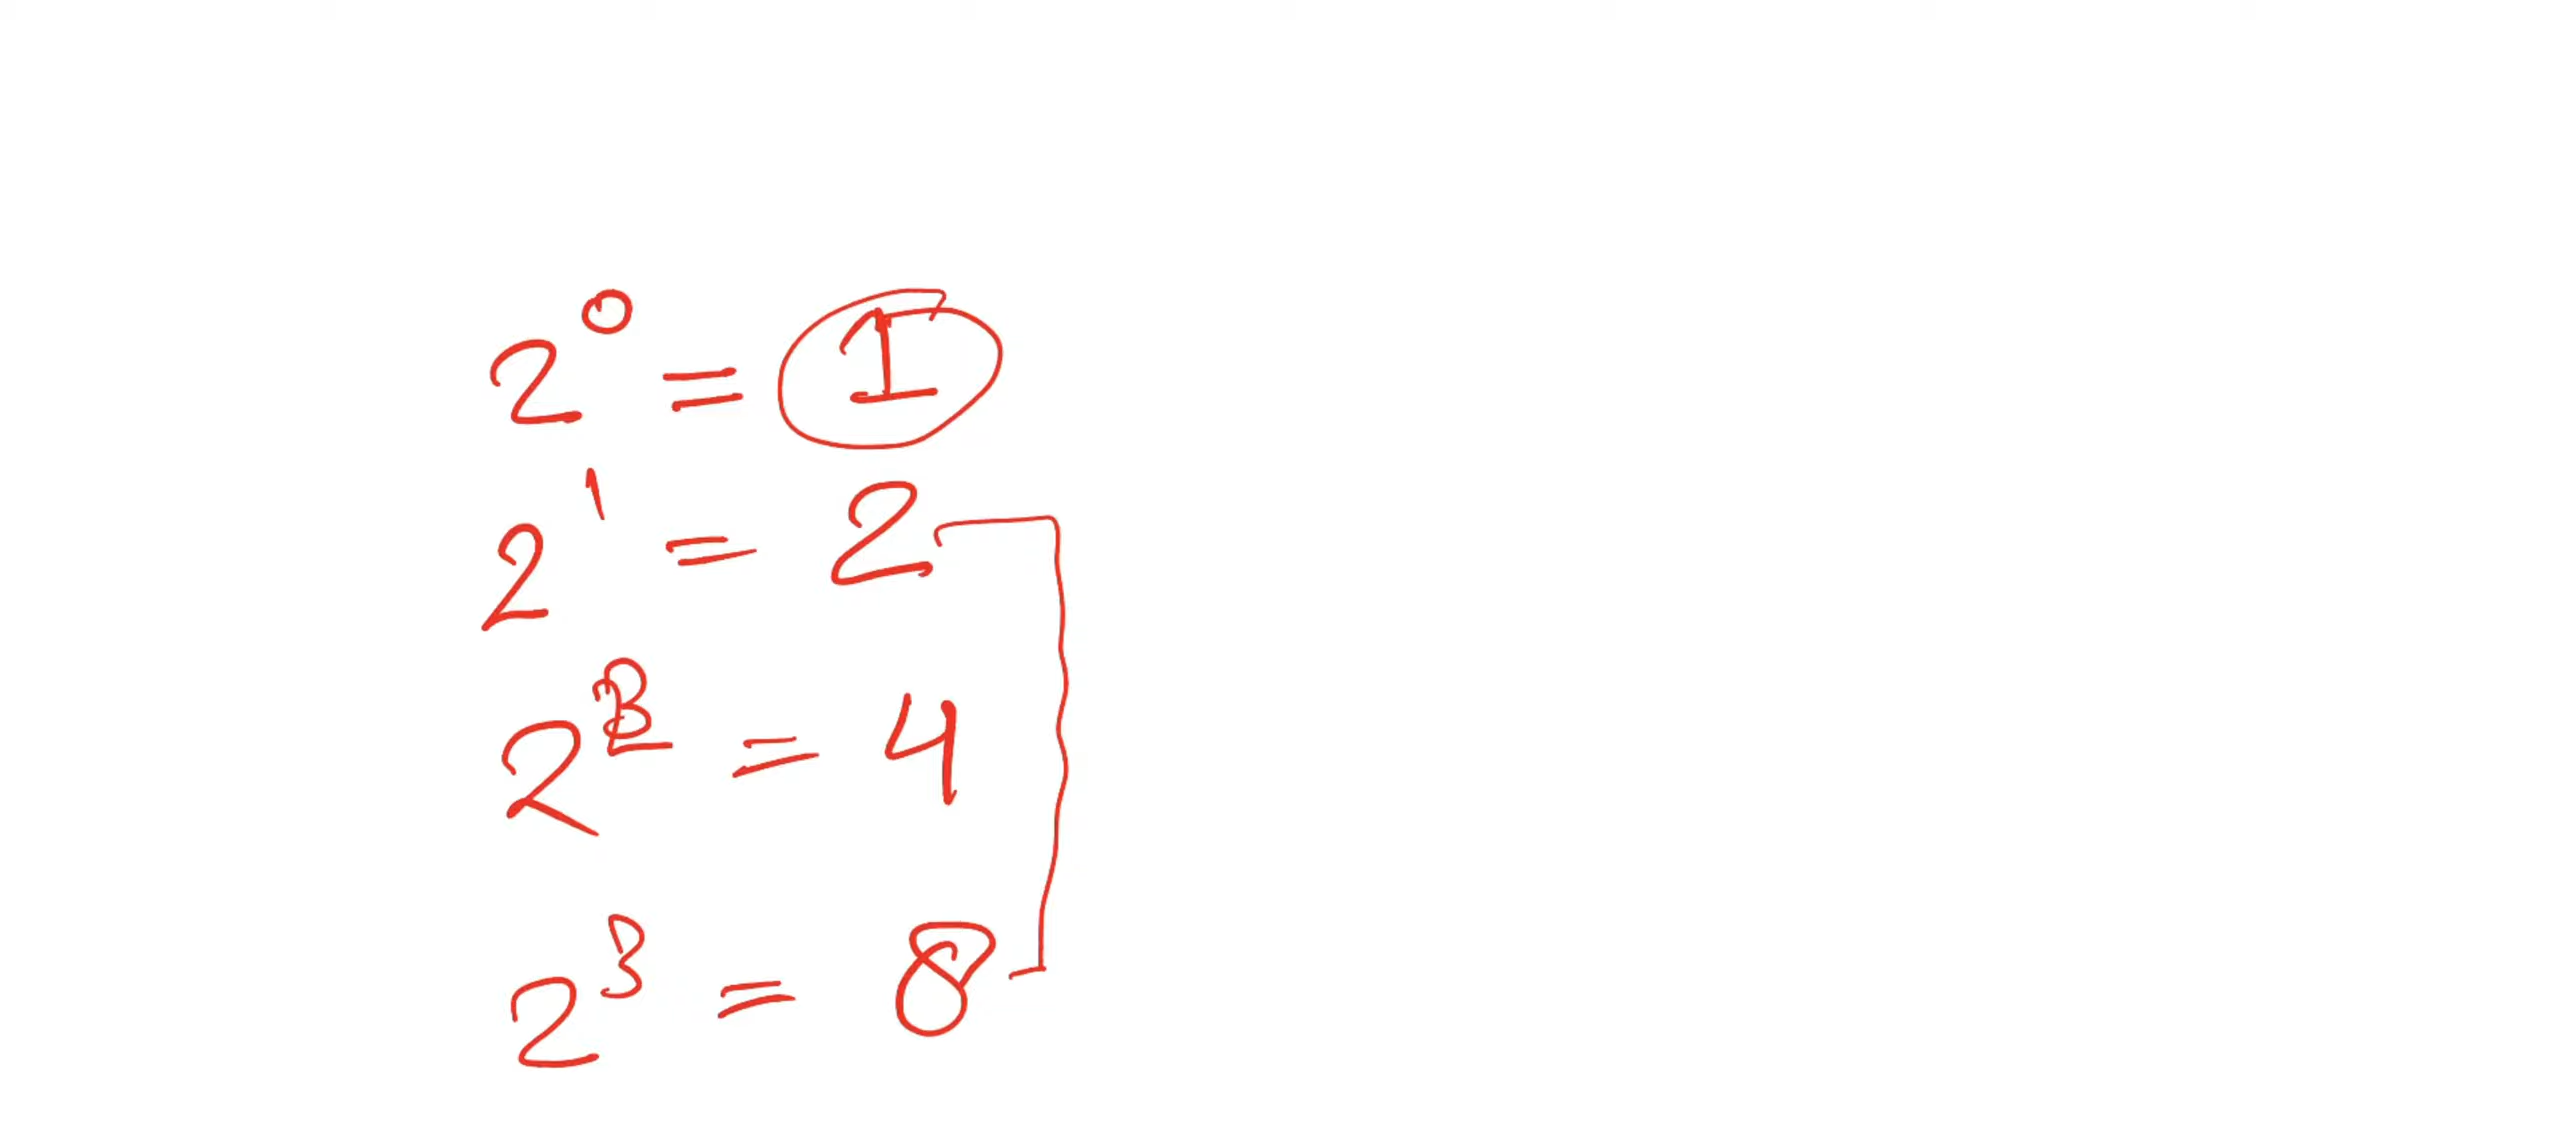 2⁰ = 1
2¹ = 2
2² = 4
2³ = 8